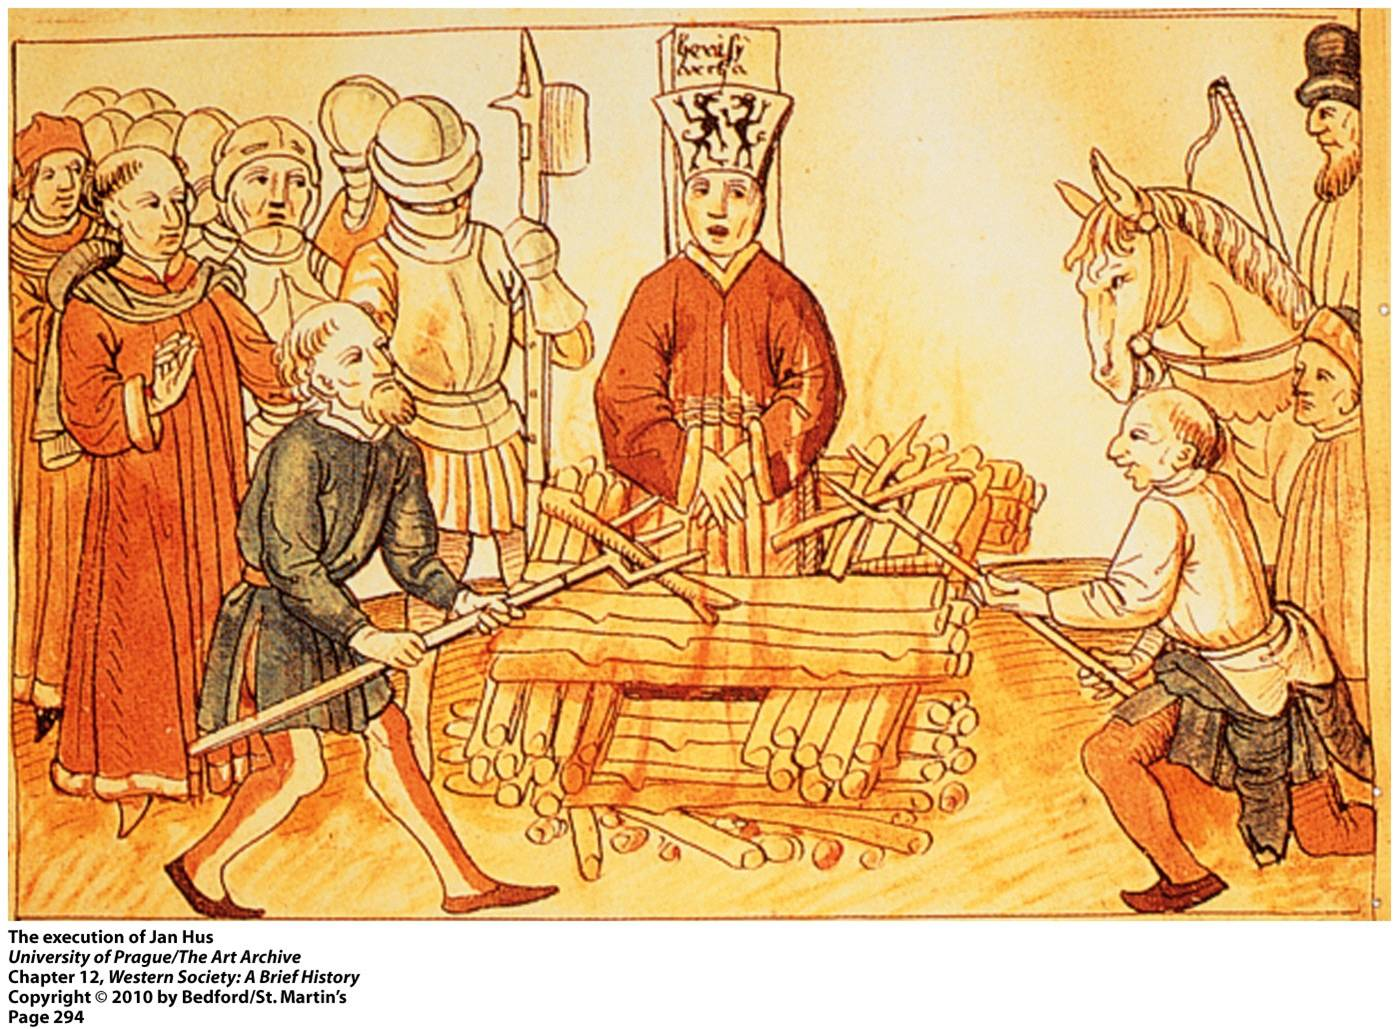 The execution of Jan Hus
University of Prague/The Art Archive
Chapter 12, Western Society: A Brief History
Copyright © 2010 by Bedford/St. Martin's
Page 294